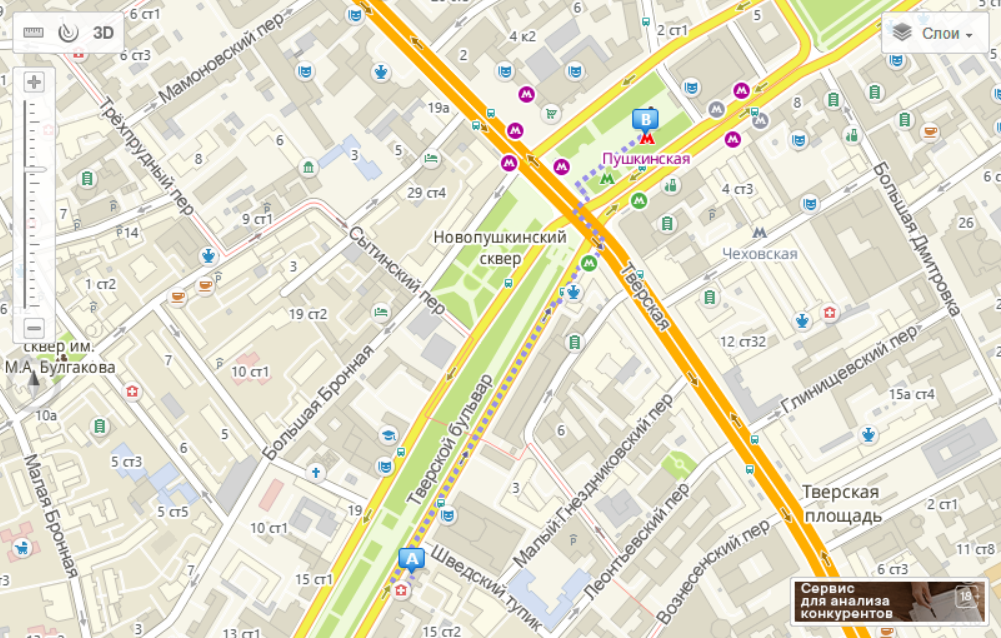 6 ст1
6 ст3
Мамоновский пер
3D
4 к2
6
2 ст1
5
Слои
2
19а
8
B
Трёхпрудный пер
8
3
5
Пушкинская
4 ст3
Большая Дмитровка
29 ст4
7
14
9 ст1
26
Сытинский пер
Новопушкинский
сквер
Чеховская
3
1 ст2
Тверская
19 ст2
12 ст32
сквер им.
М.А. Булгакова
7
10 ст1
Глинищевский пер
15а ст4
Большая Бронная
Тверской бульвар
10а
6
5
6
Малый Гнездниковский пер
5 ст3
Малая Бронная
3
Леонтьевский пер
Тверская
площадь
2 ст1
5 ст5
19
10 ст1
Вознесенский пер
11 ст8
A
Шведский тупик
15 ст1
6 ст3
Сервис
для анализа
конкурентов
18+
3
13 ст1
15 ст2